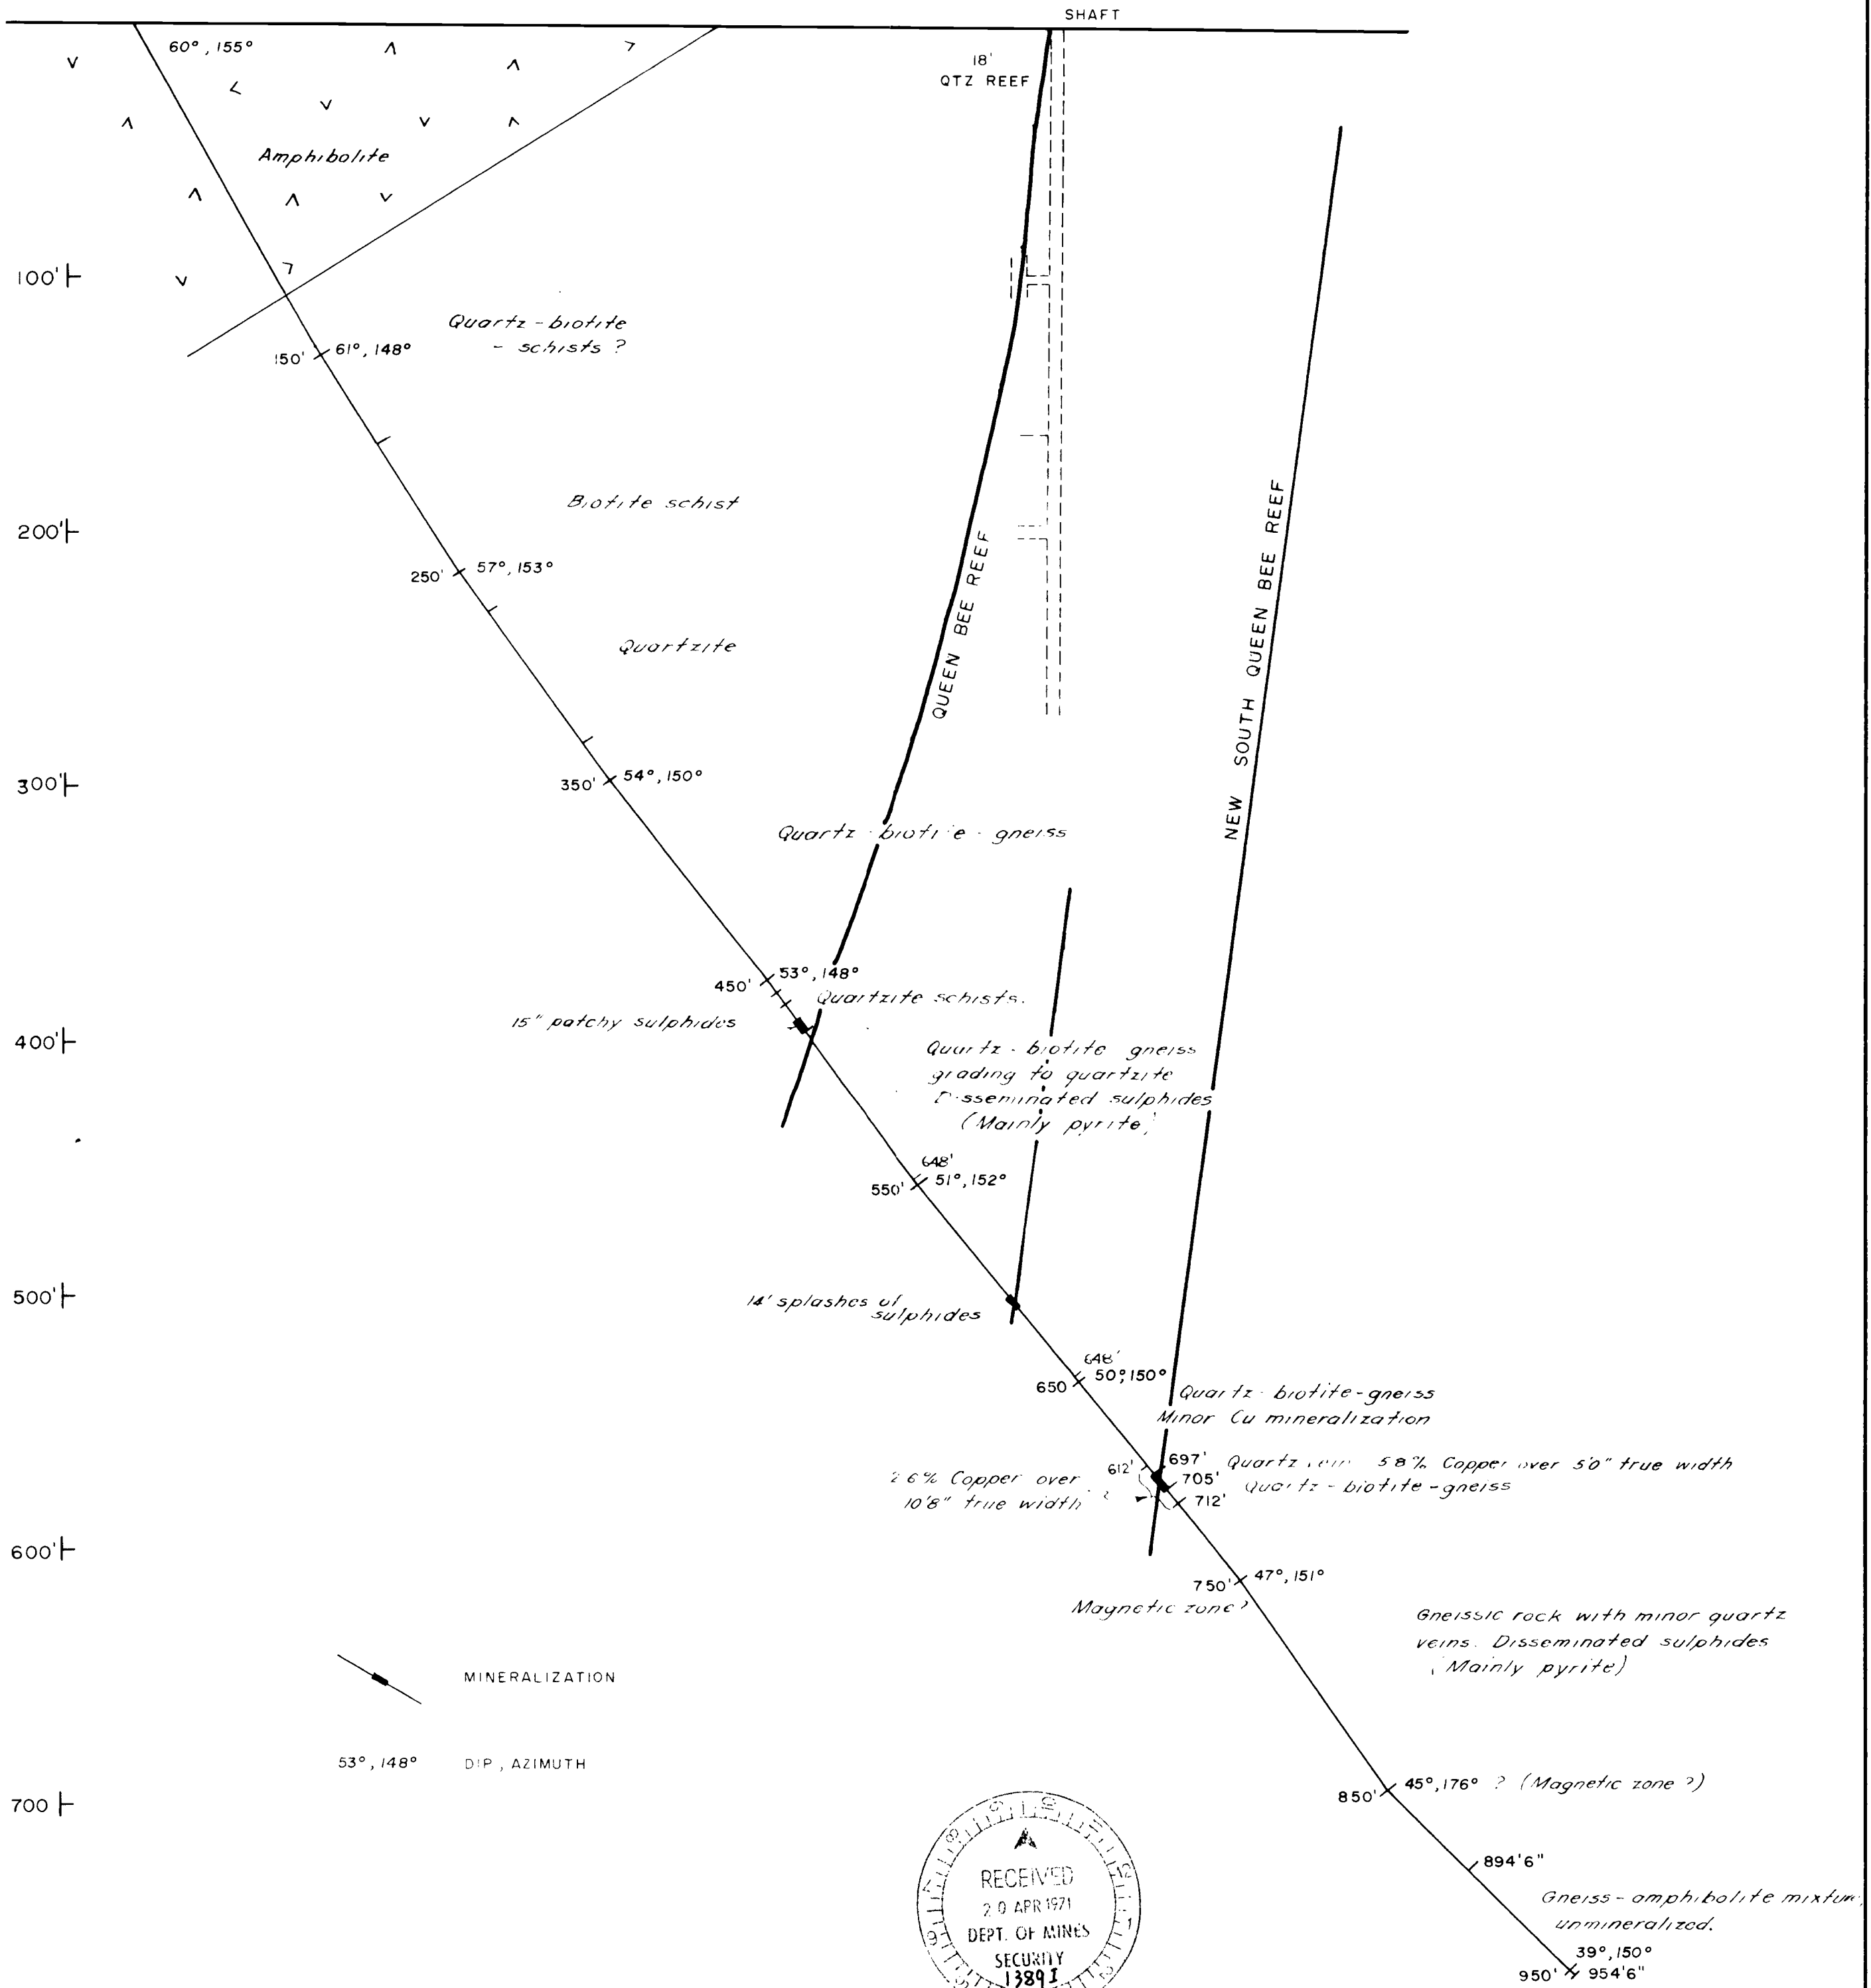 SHAFT
60°, 155°
18'
QTZ REEF
Amphibolite
100'
Quartz - biotite
- schists ?
150'
61°, 148°
Biotite schist
200'
250'
57°, 153°
Quartzite
QUEEN BEE REEF
NEW SOUTH QUEEN BEE REEF
300'
350'
54°, 150°
Quartz - biotite - gneiss
450'
53°, 148°
Quartzite schists.
15" patchy sulphides
400'
Quartz - biotite gneiss
grading to quartzite
Disseminated sulphides
(Mainly pyrite)
648'
550'
51°, 152°
500'
14' splashes of
sulphides
648'
650
50°, 150°
Quartz - biotite - gneiss
Minor Cu mineralization
612'
697'
Quartz 5 8 % Copper over 5'0" true width
2 6 % Copper over
10'8" true width
?
705'
Quartz - biotite - gneiss
712'
600'
750'
47°, 151°
Magnetic zone ?
Gneissic rock with minor quartz
veins. Disseminated sulphides
(Mainly pyrite)
MINERALIZATION
53°, 148° DIP, AZIMUTH
700
850'
45°, 176° ? (Magnetic zone ?)
894'6"
RECEIVED
20 APR 1971
DEPT. OF MINES
SECURITY
1389 I
Gneiss - amphibolite mixture,
unmineralized.
39°, 150°
950'
954'6"